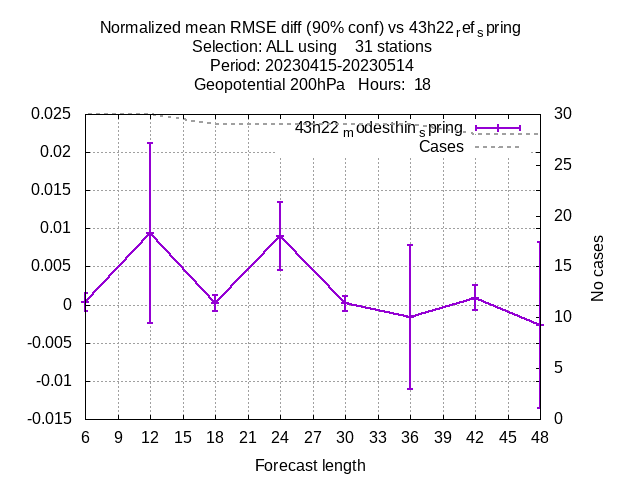 Normalized mean RMSE diff (90% conf) vs 43h22refspring
Selection: ALL using    31 stations
Period: 20230415-20230514
Geopotential 200hPa   Hours:  18
43h22modesthinspring
Cases
0.025
0.02
0.015
0.01
0.005
0
-0.005
-0.01
-0.015
30
25
20
15
10
5
0
No cases
6 9 12 15 18 21 24 27 30 33 36 39 42 45 48
Forecast length